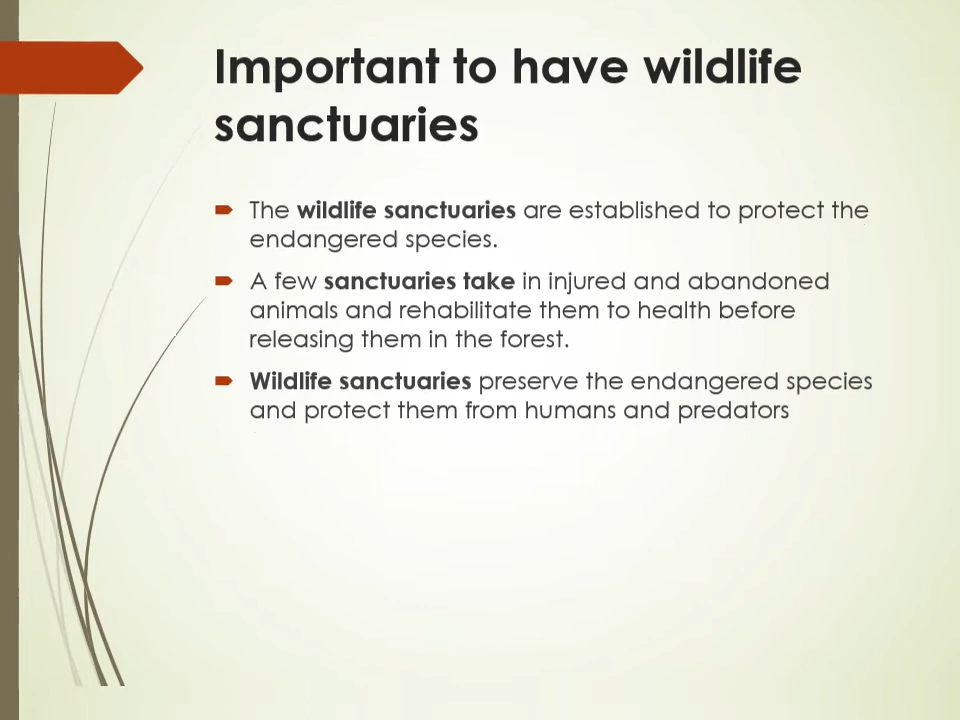 Important to have wildlife
sanctuaries
The wildlife sanctuaries are established to protect the
endangered species.
A few sanctuaries take in injured and abandoned
animals and rehabilitate them to health before
releasing them in the forest.
Wildlife sanctuaries preserve the endangered species
and protect them from humans and predators